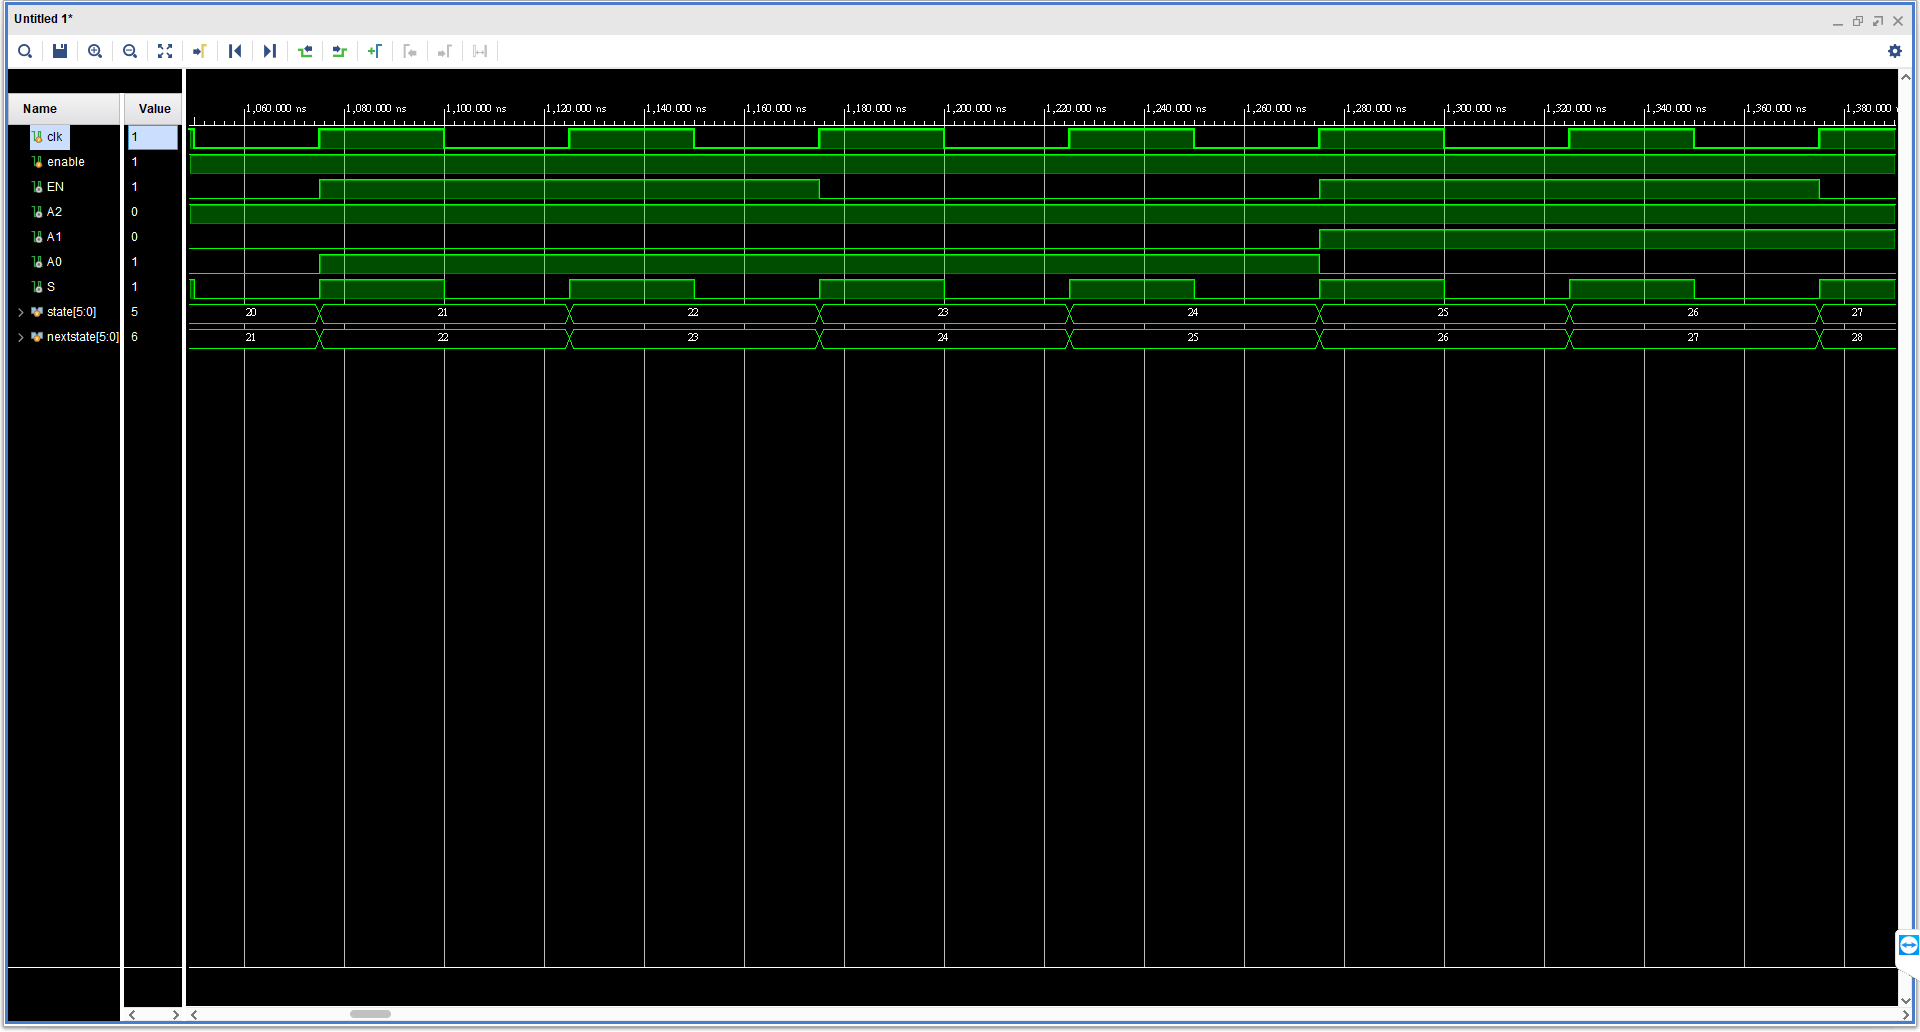 Untitled 1*
Name Value
1,060.000 ns 1,080.000 ns 1,100.000 ns 1,120.000 ns 1,140.000 ns 1,160.000 ns 1,180.000 ns 1,200.000 ns 1,220.000 ns 1,240.000 ns 1,260.000 ns 1,280.000 ns 1,300.000 ns 1,320.000 ns 1,340.000 ns 1,360.000 ns 1,380.000
clk 1
enable 1
EN 1
A2 0
A1 0
A0 1
S 1
state[5:0] 5 20 21 22 23 24 25 26 27
nextstate[5:0] 6 21 22 23 24 25 26 27 28